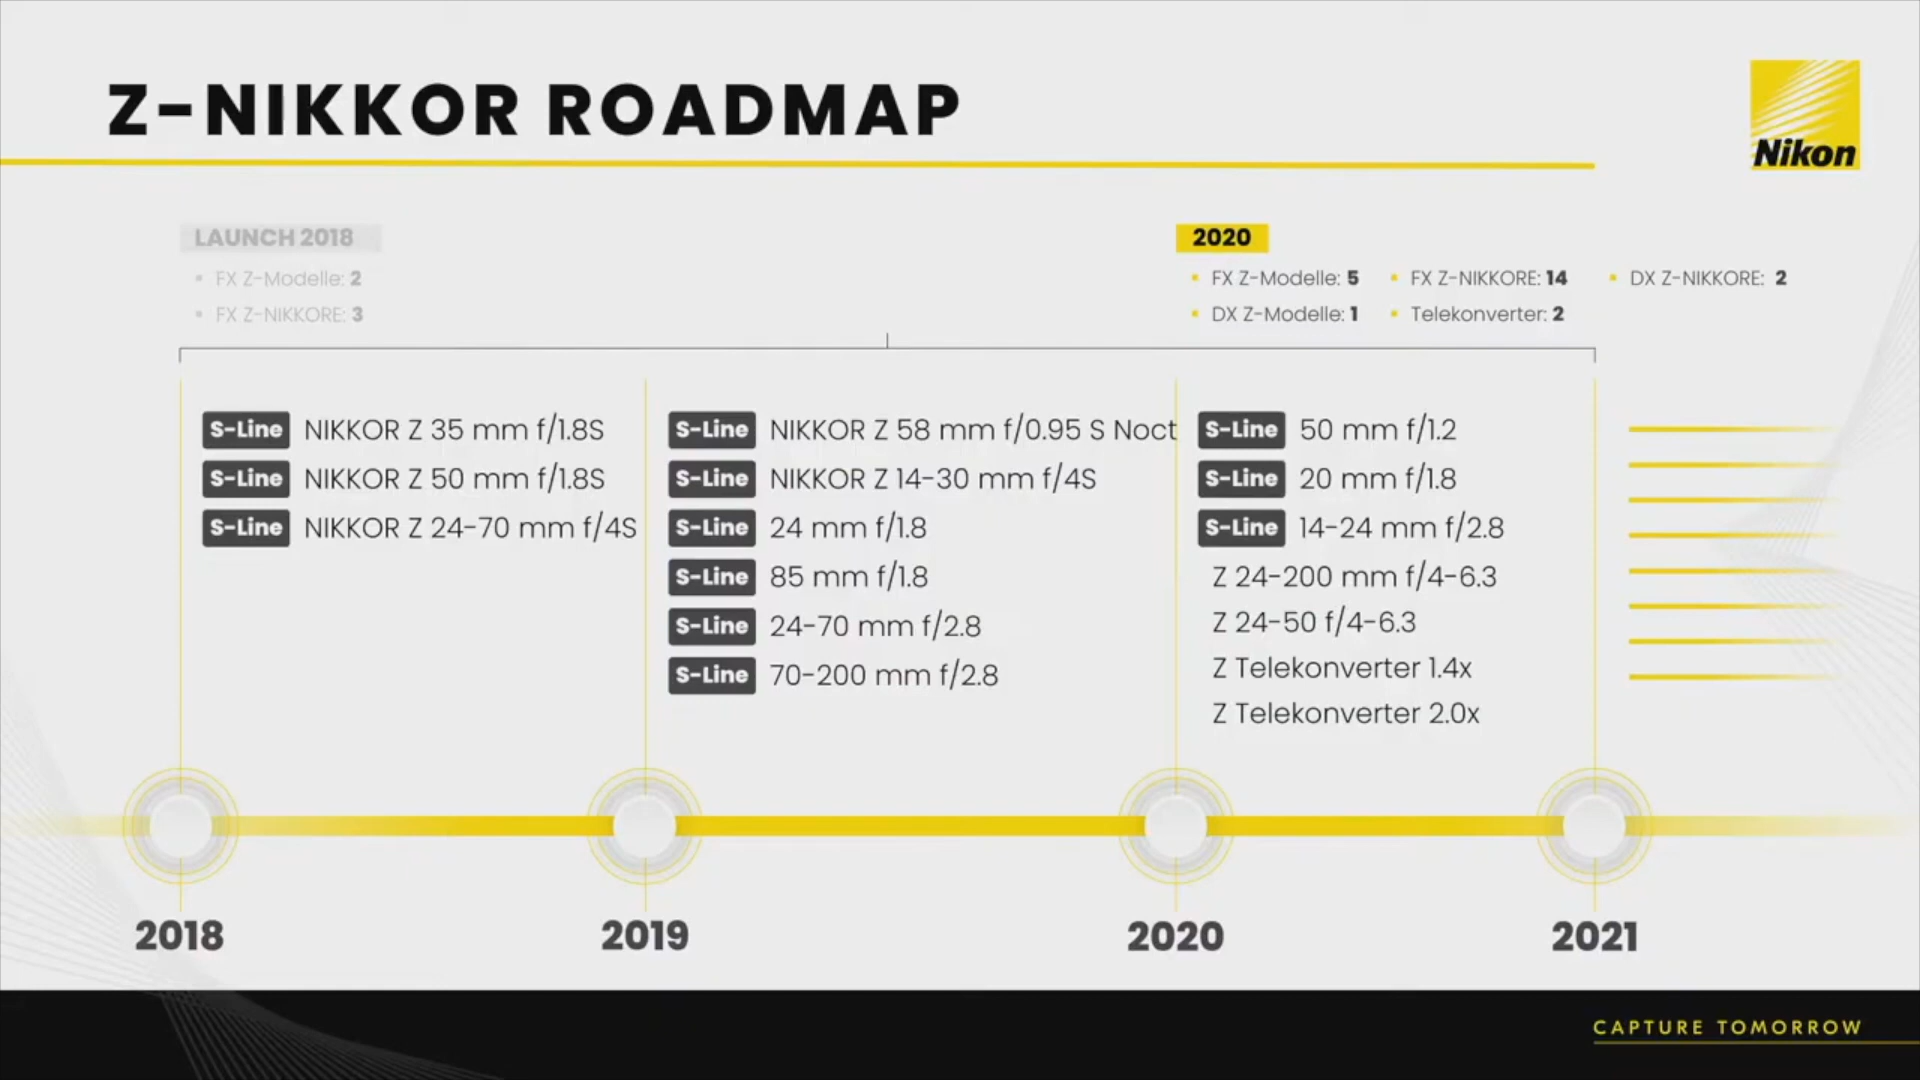 Z-NIKKOR ROADMAP
Nikon
LAUNCH 2018
▪ FX Z-Modelle: 2
▪ FX Z-NIKKORE: 3
2020
▪ FX Z-Modelle: 5
▪ FX Z-NIKKORE: 14
▪ DX Z-NIKKORE: 2
▪ DX Z-Modelle: 1
▪ Telekonverter: 2
S-Line NIKKOR Z 35 mm f/1.8S
S-Line NIKKOR Z 50 mm f/1.8S
S-Line NIKKOR Z 24-70 mm f/4S
S-Line NIKKOR Z 58 mm f/0.95 S Noct
S-Line NIKKOR Z 14-30 mm f/4S
S-Line 24 mm f/1.8
S-Line 85 mm f/1.8
S-Line 24-70 mm f/2.8
S-Line 70-200 mm f/2.8
S-Line 50 mm f/1.2
S-Line 20 mm f/1.8
S-Line 14-24 mm f/2.8
Z 24-200 mm f/4-6.3
Z 24-50 f/4-6.3
Z Telekonverter 1.4x
Z Telekonverter 2.0x
2018
2019
2020
2021
CAPTURE TOMORROW